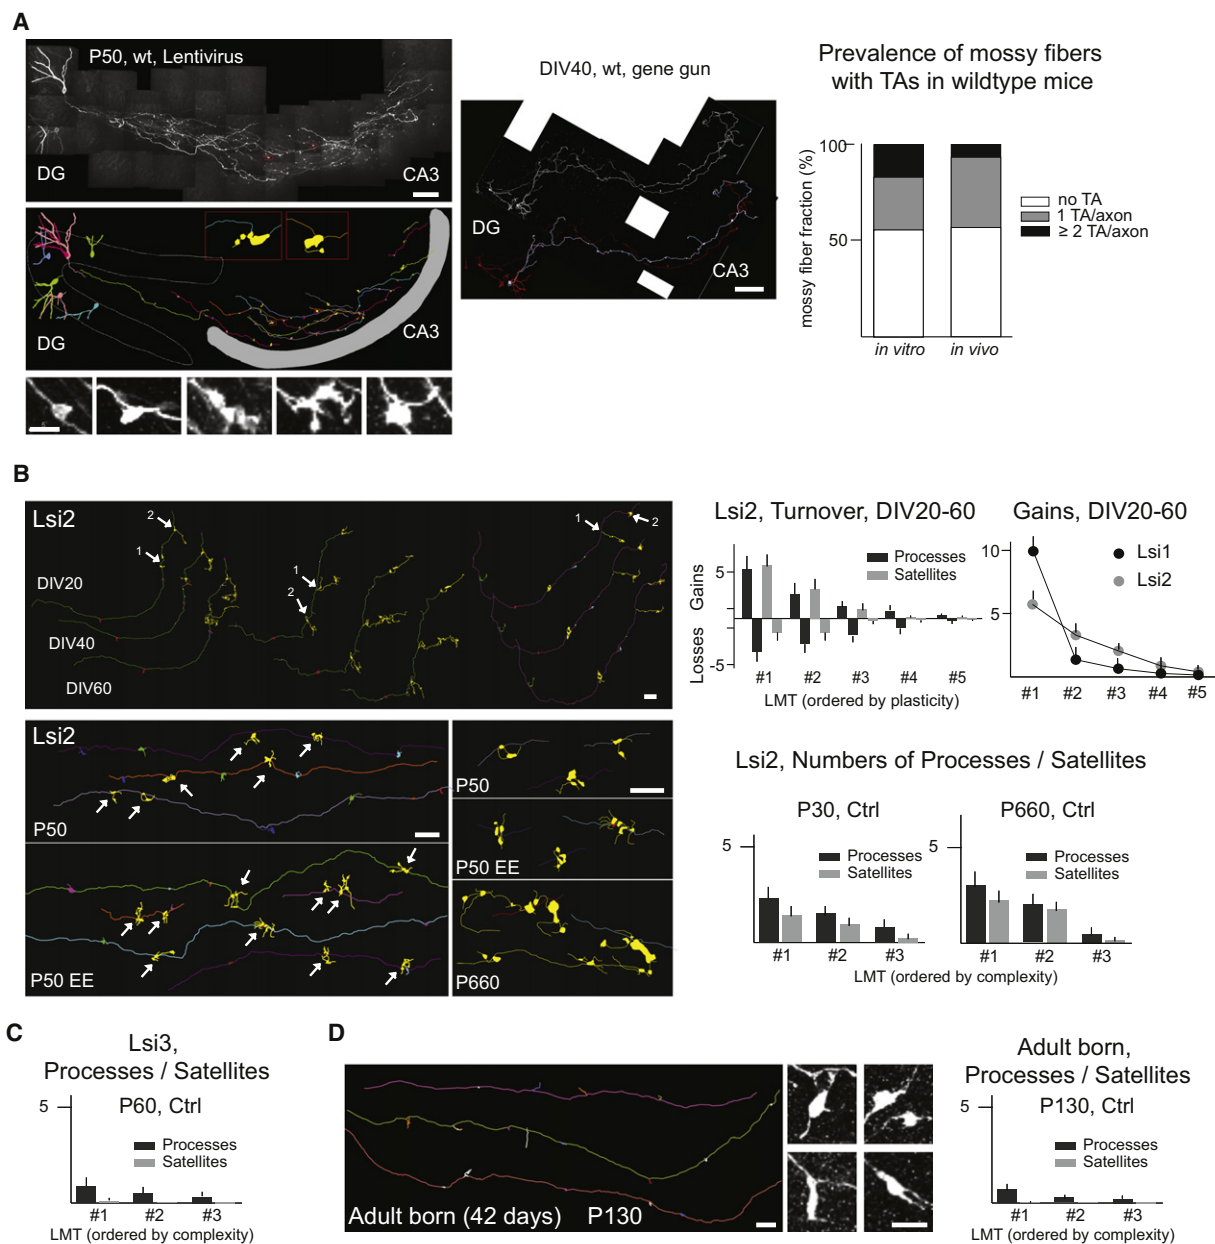 A
P50, wt, Lentivirus
DG
CA3
DG
CA3
DIV40, wt, gene gun
DG
CA3
Prevalence of mossy fibers
with TAs in wildtype mice
mossy fiber fraction (%)
100
50
in vitro
in vivo
no TA
1 TA/axon
≥ 2 TA/axon
B
Lsi2
2
1
1
2
1
2
DIV20
DIV40
DIV60
Lsi2, Turnover, DIV20-60
Gains
Losses
5
-5
Processes
Satellites
#1 #2 #3 #4 #5
LMT (ordered by plasticity)
Gains, DIV20-60
10
5
Lsi1
Lsi2
#1 #2 #3 #4 #5
Lsi2
P50
P50 EE
P50
P50 EE
P660
Lsi2, Numbers of Processes / Satellites
P30, Ctrl
5
Processes
Satellites
#1 #2 #3
P660, Ctrl
5
Processes
Satellites
#1 #2 #3
LMT (ordered by complexity)
C
Lsi3,
Processes / Satellites
P60, Ctrl
5
Processes
Satellites
#1 #2 #3
LMT (ordered by complexity)
D
Adult born (42 days) P130
Adult born,
Processes / Satellites
P130, Ctrl
5
Processes
Satellites
#1 #2 #3
LMT (ordered by complexity)